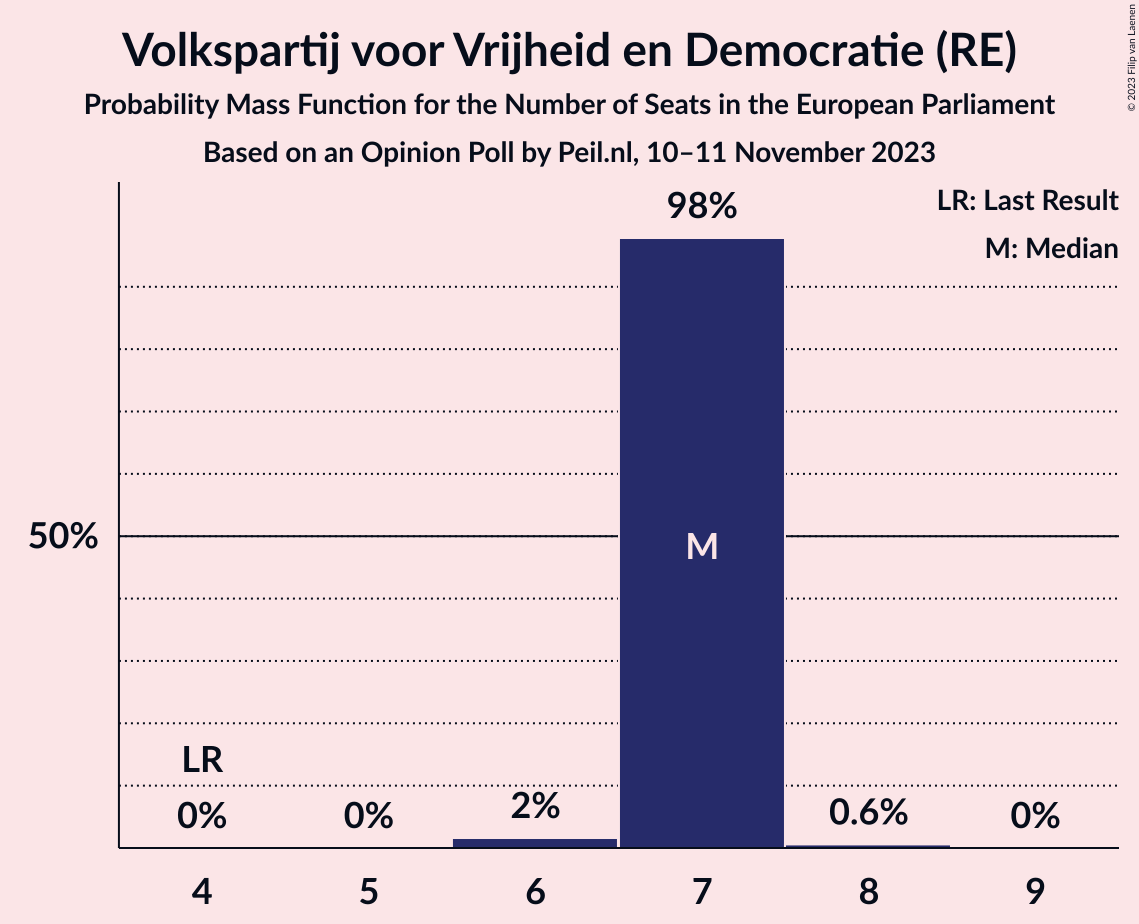 Volkspartij voor Vrijheid en Democratie (RE)
Probability Mass Function for the Number of Seats in the European Parliament
Based on an Opinion Poll by Peil.nl, 10–11 November 2023
© 2023 Filip van Laenen
LR: Last Result
M: Median
98%
50%
M
LR
0%
0%
2%
0.6%
0%
4
5
6
7
8
9